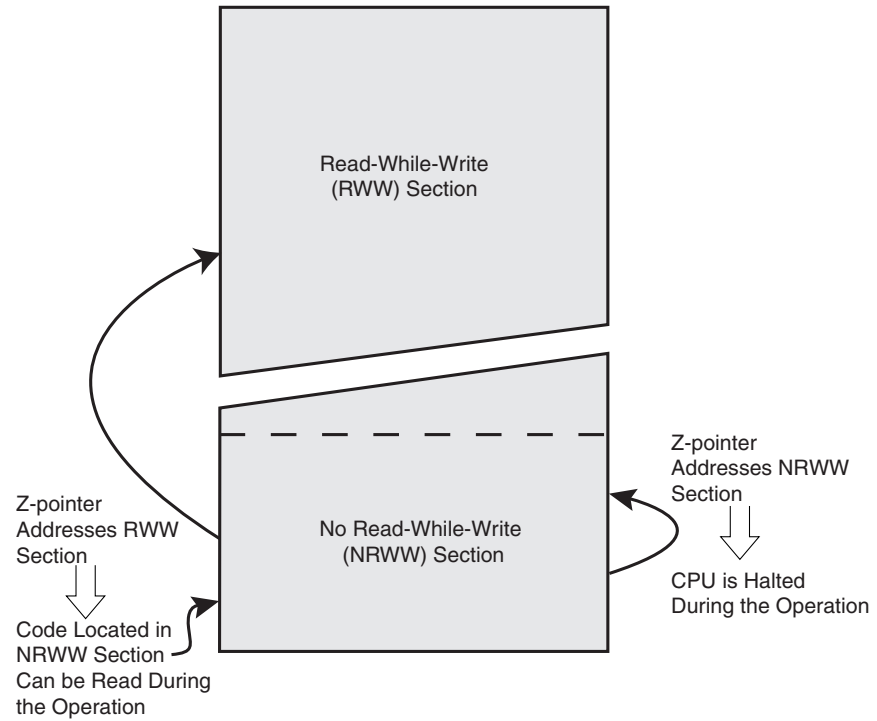 Read-While-Write
(RWW) Section
Z-pointer
Addresses NRWW
Section
CPU is Halted
During the Operation
No Read-While-Write
(NRWW) Section
Z-pointer
Addresses RWW
Section
Code Located in
NRWW Section
Can be Read During
the Operation